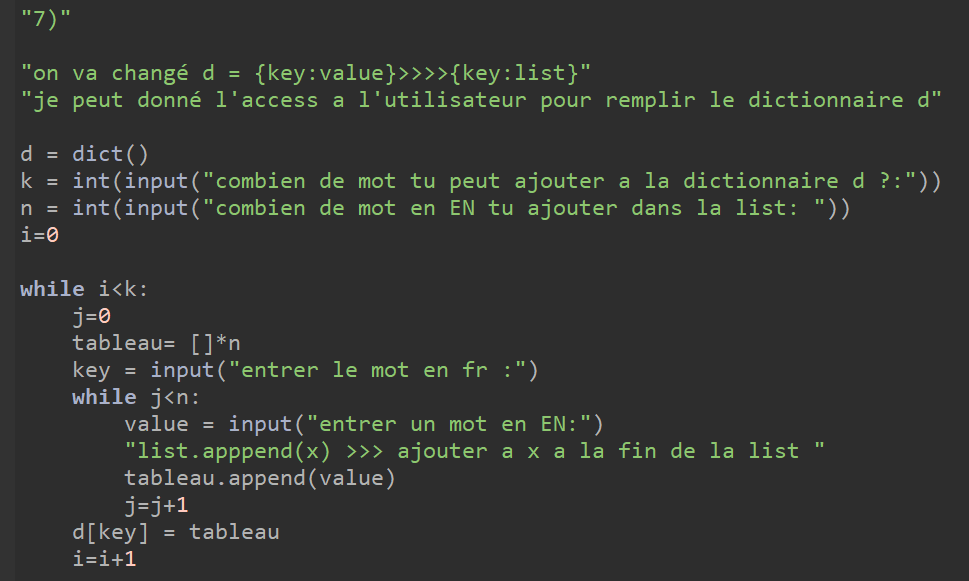 "7)"
"on va changé d = {key:value}>>>>{key:list}"
"je peut donné l'access a l'utilisateur pour remplir le dictionnaire d"
d = dict()
k = int(input("combien de mot tu peut ajouter a la dictionnaire d ?:"))
n = int(input("combien de mot en EN tu ajouter dans la list: "))
i=0
while i<k:
    j=0
    tableau= []*n
    key = input("entrer le mot en fr :")
    while j<n:
        value = input("entrer un mot en EN:")
        "list.apppend(x) >>> ajouter a x a la fin de la list "
        tableau.append(value)
        j=j+1
    d[key] = tableau
    i=i+1